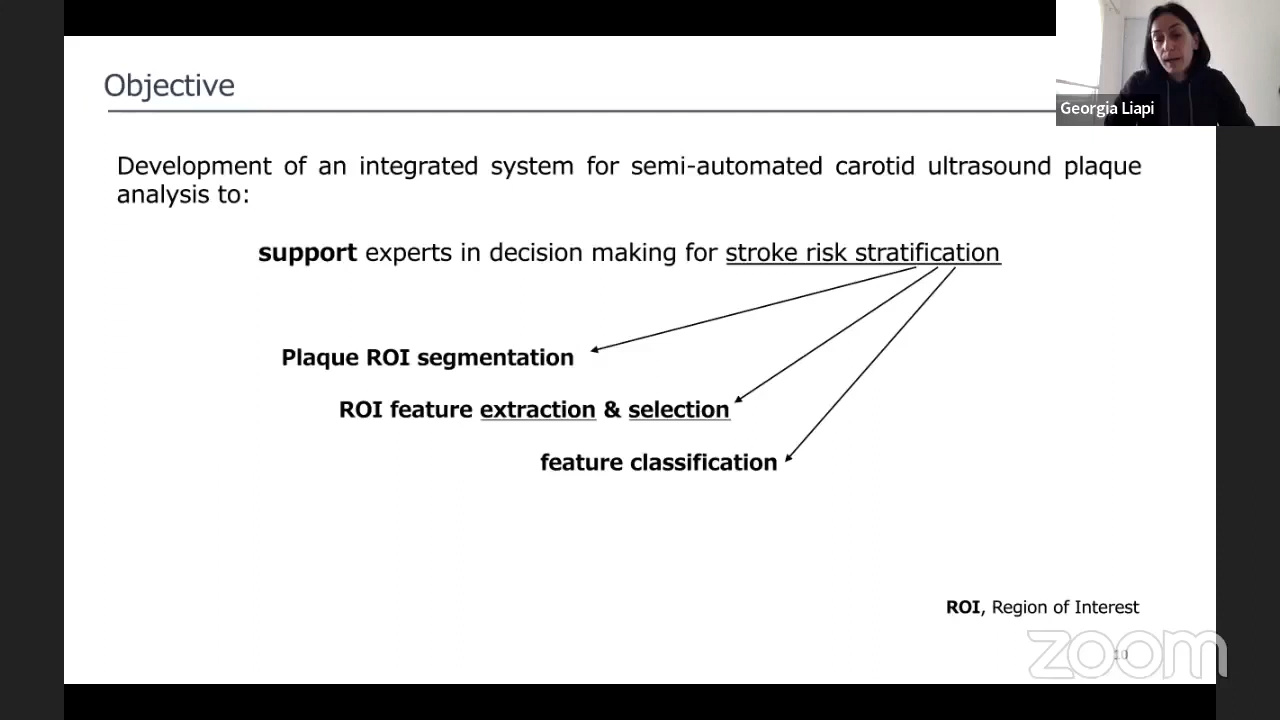 Objective
Georgia Liapi
Development of an integrated system for semi-automated carotid ultrasound plaque
analysis to:
support experts in decision making for stroke risk stratification
Plaque ROI segmentation
ROI feature extraction & selection
feature classification
ROI, Region of Interest
zoom
10